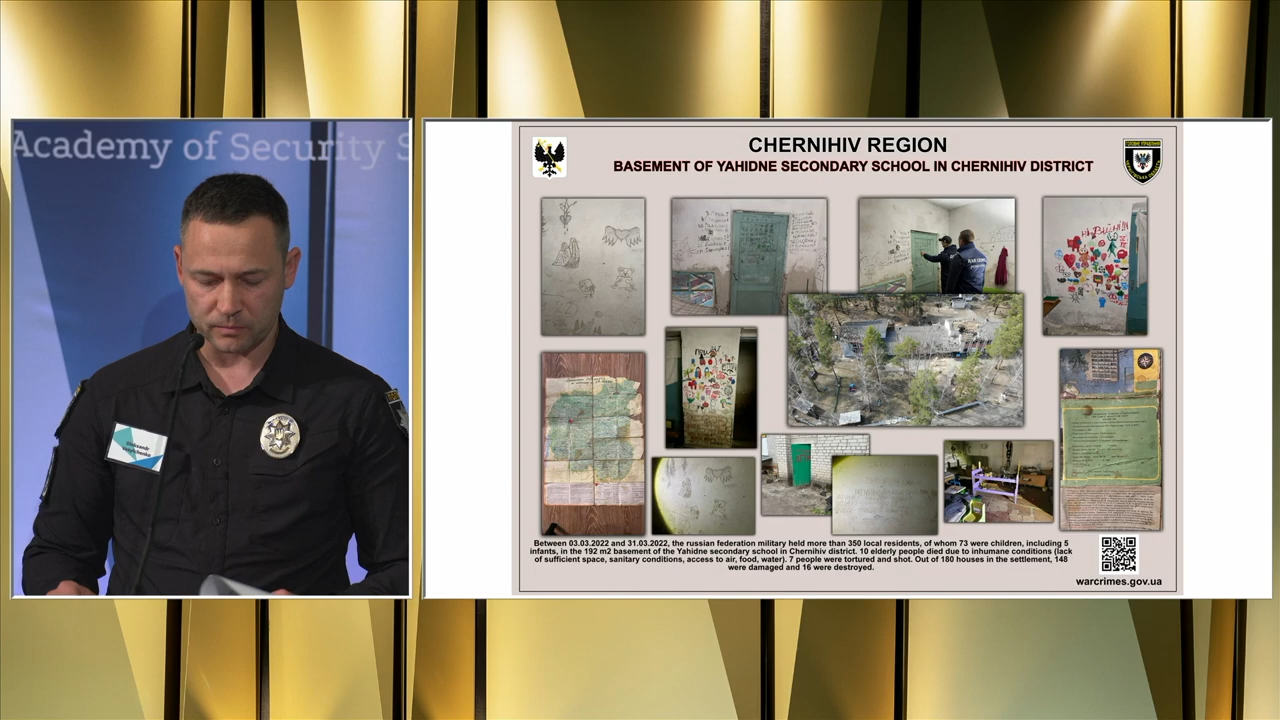 Academy of Security S
CHERNIHIV REGION
BASEMENT OF YAHIDNE SECONDARY SCHOOL IN CHERNIHIV DISTRICT
Between 03.03.2022 and 31.03.2022, the russian federation military held more than 350 local residents, of whom 73 were children, including 5
infants, in the 192 m2 basement of the Yahidne secondary school in Chernihiv district. 10 elderly people died due to inhumane conditions (lack
of sufficient space, sanitary conditions, access to air, food, water). 7 people were tortured and shot. Out of 180 houses in the settlement, 148
were damaged and 16 were destroyed.
warcrimes.gov.ua